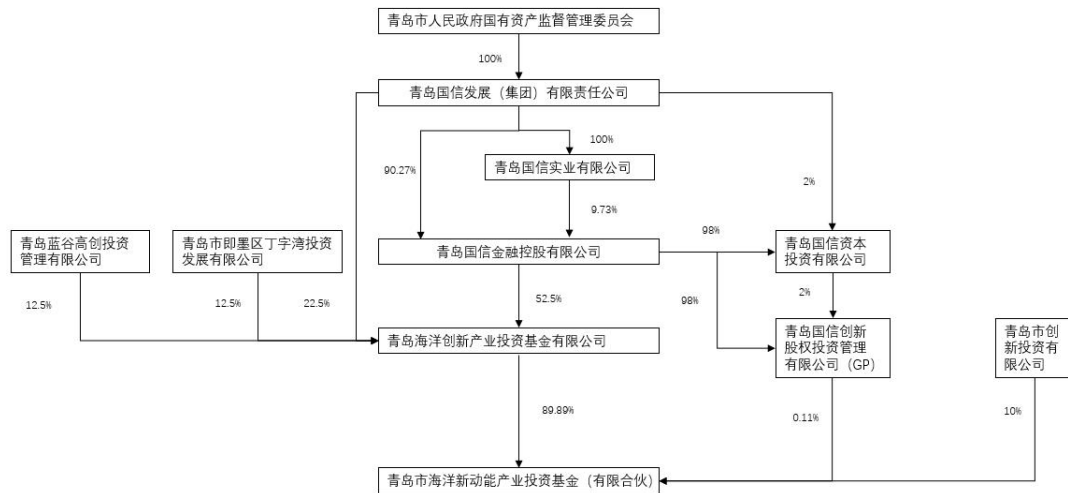 青岛市人民政府国有资产监督管理委员会
100%
青岛国信发展（集团）有限责任公司
100%
90.27%
青岛国信实业有限公司
2%
9.73%
青岛蓝谷高创投资
管理有限公司
青岛市即墨区丁字湾投资
发展有限公司
青岛国信金融控股有限公司
98%
青岛国信资本
投资有限公司
12.5%
12.5%
22.5%
52.5%
98%
2%
青岛海洋创新产业投资基金有限公司
青岛国信创新
股权投资管理
有限公司（GP）
青岛市创
新投资有
限公司
89.89%
0.11%
10%
青岛市海洋新动能产业投资基金（有限合伙）